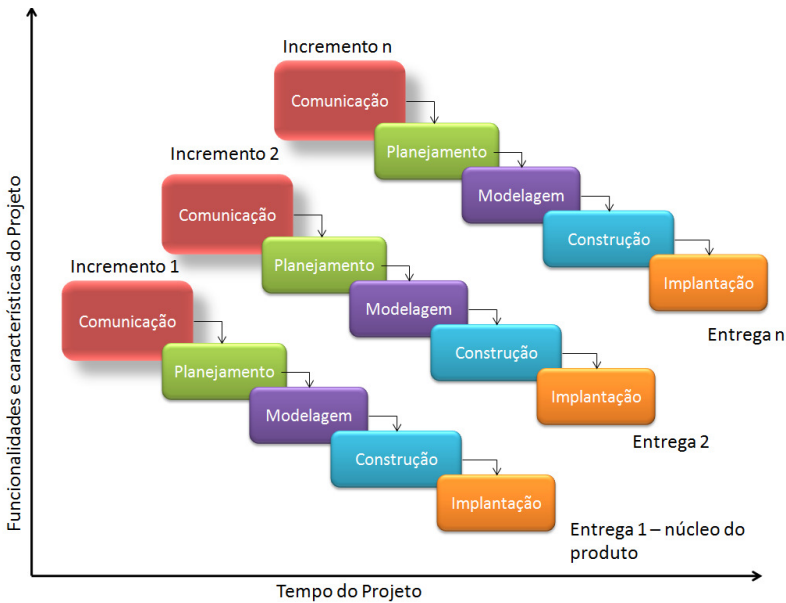 Funcionalidades e características do Projeto
Incremento n
Comunicação
Planejamento
Modelagem
Construção
Implantação
Entrega n
Incremento 2
Comunicação
Planejamento
Modelagem
Construção
Implantação
Entrega 2
Incremento 1
Comunicação
Planejamento
Modelagem
Construção
Implantação
Entrega 1 – núcleo do
produto
Tempo do Projeto